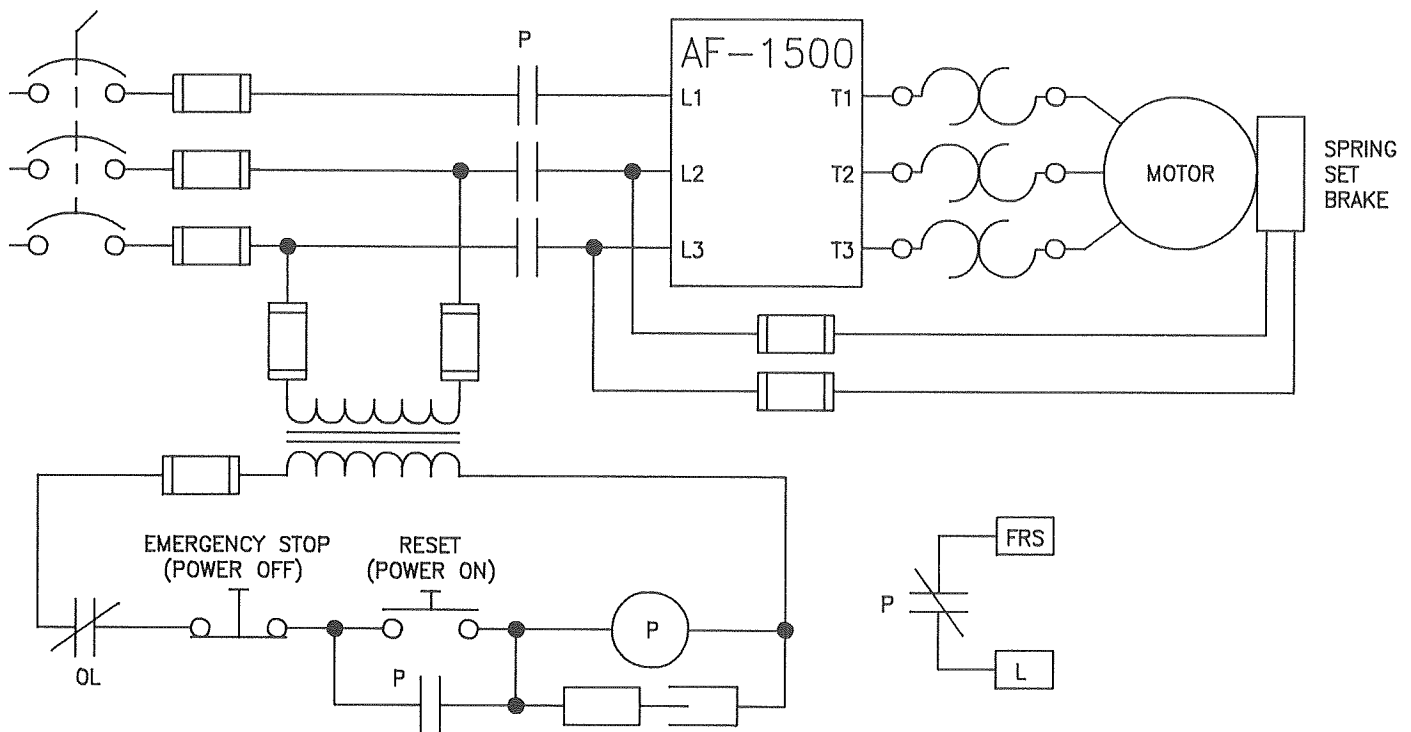 P
AF-1500
L1
T1
L2
T2
L3
T3
MOTOR
SPRING
SET
BRAKE
EMERGENCY STOP
(POWER OFF)
RESET
(POWER ON)
OL
P
P
FRS
P
L